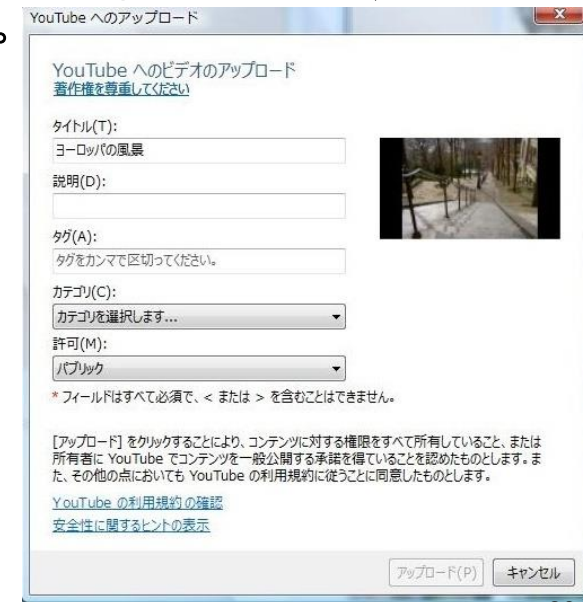 YouTube へのアップロード
YouTube へのビデオのアップロード
著作権を尊重してください
タイトル(T):
ヨーロッパの風景
説明(D):
タグ(A):
タグをカンマで区切ってください。
カテゴリ(C):
カテゴリを選択します...
許可(M):
パブリック
* フィールドはすべて必須で、< または > を含むことはできません。
[アップロード] をクリックすることにより、コンテンツに対する権限をすべて所有していること、または
所有者に YouTube でコンテンツを一般公開する承諾を得ていることを認めたものとします。ま
た、その他の点においても YouTube の利用規約に従うことに同意したものとします。
YouTube の利用規約の確認
安全性に関するヒントの表示
アップロード(P)
キャンセル